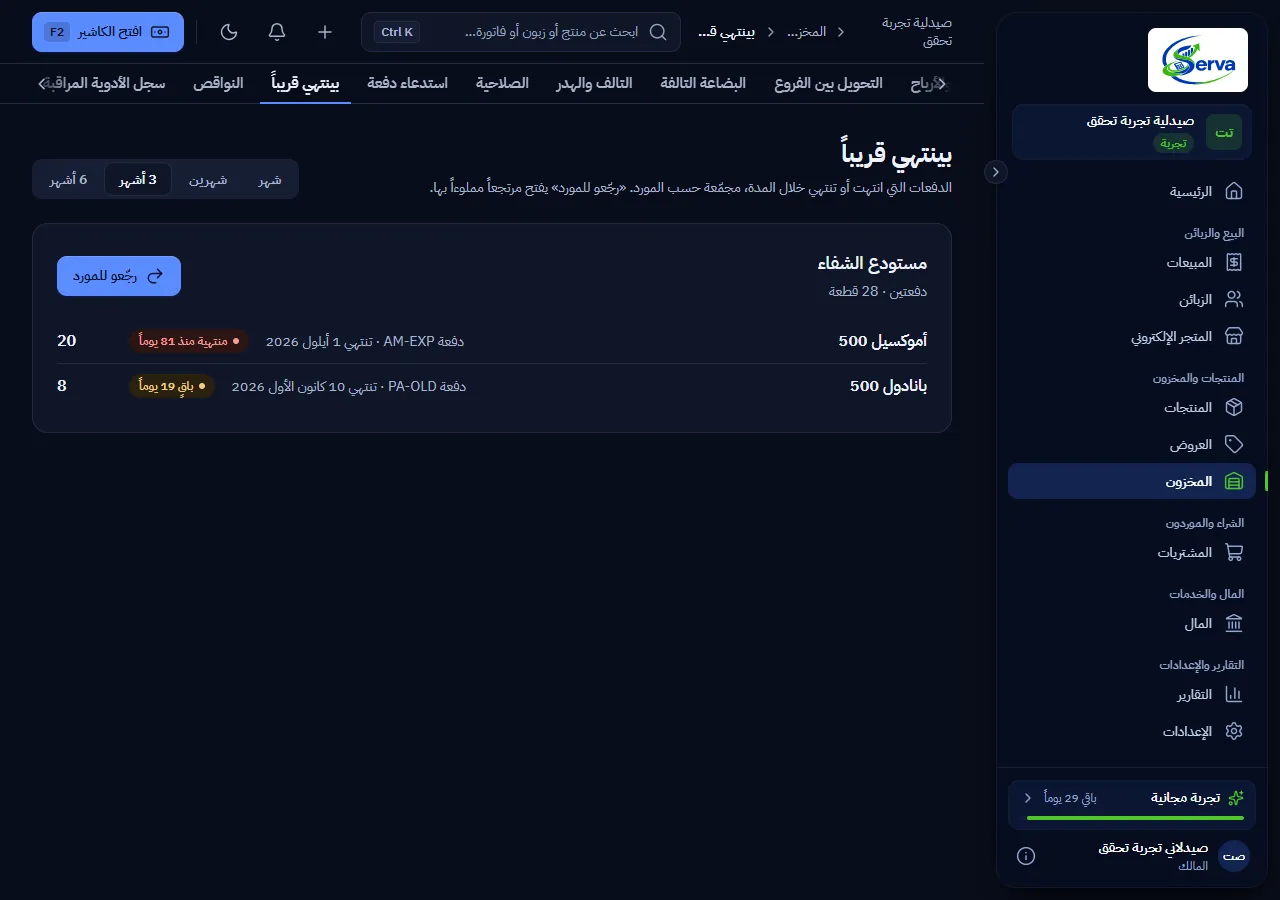 Serva
صيدلية تجربة تحقق
تت
تجربة
الرئيسية
البيع والزبائن
المبيعات
الزبائن
المتجر الإلكتروني
المنتجات والمخزون
المنتجات
العروض
المخزون
الشراء والموردون
المشتريات
المال والخدمات
المال
التقارير والإعدادات
التقارير
الإعدادات
تجربة مجانية
باقٍ 29 يوماً
صت
صيدلاني تجربة تحقق
المالك
صيدلية تجربة تحقق
المخز...
بينتهي ق...
ابحث عن منتج أو زبون أو فاتورة...
Ctrl K
افتح الكاشير
F2
الأرباح
التحويل بين الفروع
البضاعة التالفة
التالف والهدر
الصلاحية
استدعاء دفعة
بينتهي قريباً
النواقص
سجل الأدوية المراقبة
بينتهي قريباً
الدفعات التي انتهت أو تنتهي خلال المدة، مجمّعة حسب المورد. «رجّعو للمورد» يفتح مرتجعاً مملوءاً بها.
شهر
شهرين
3 أشهر
6 أشهر
مستودع الشفاء
دفعتين · 28 قطعة
رجّعو للمورد
أموكسيل 500
دفعة AM-EXP · تنتهي 1 أيلول 2026
منتهية منذ 81 يوماً
20
بانادول 500
دفعة PA-OLD · تنتهي 10 كانون الأول 2026
باقٍ 19 يوماً
8